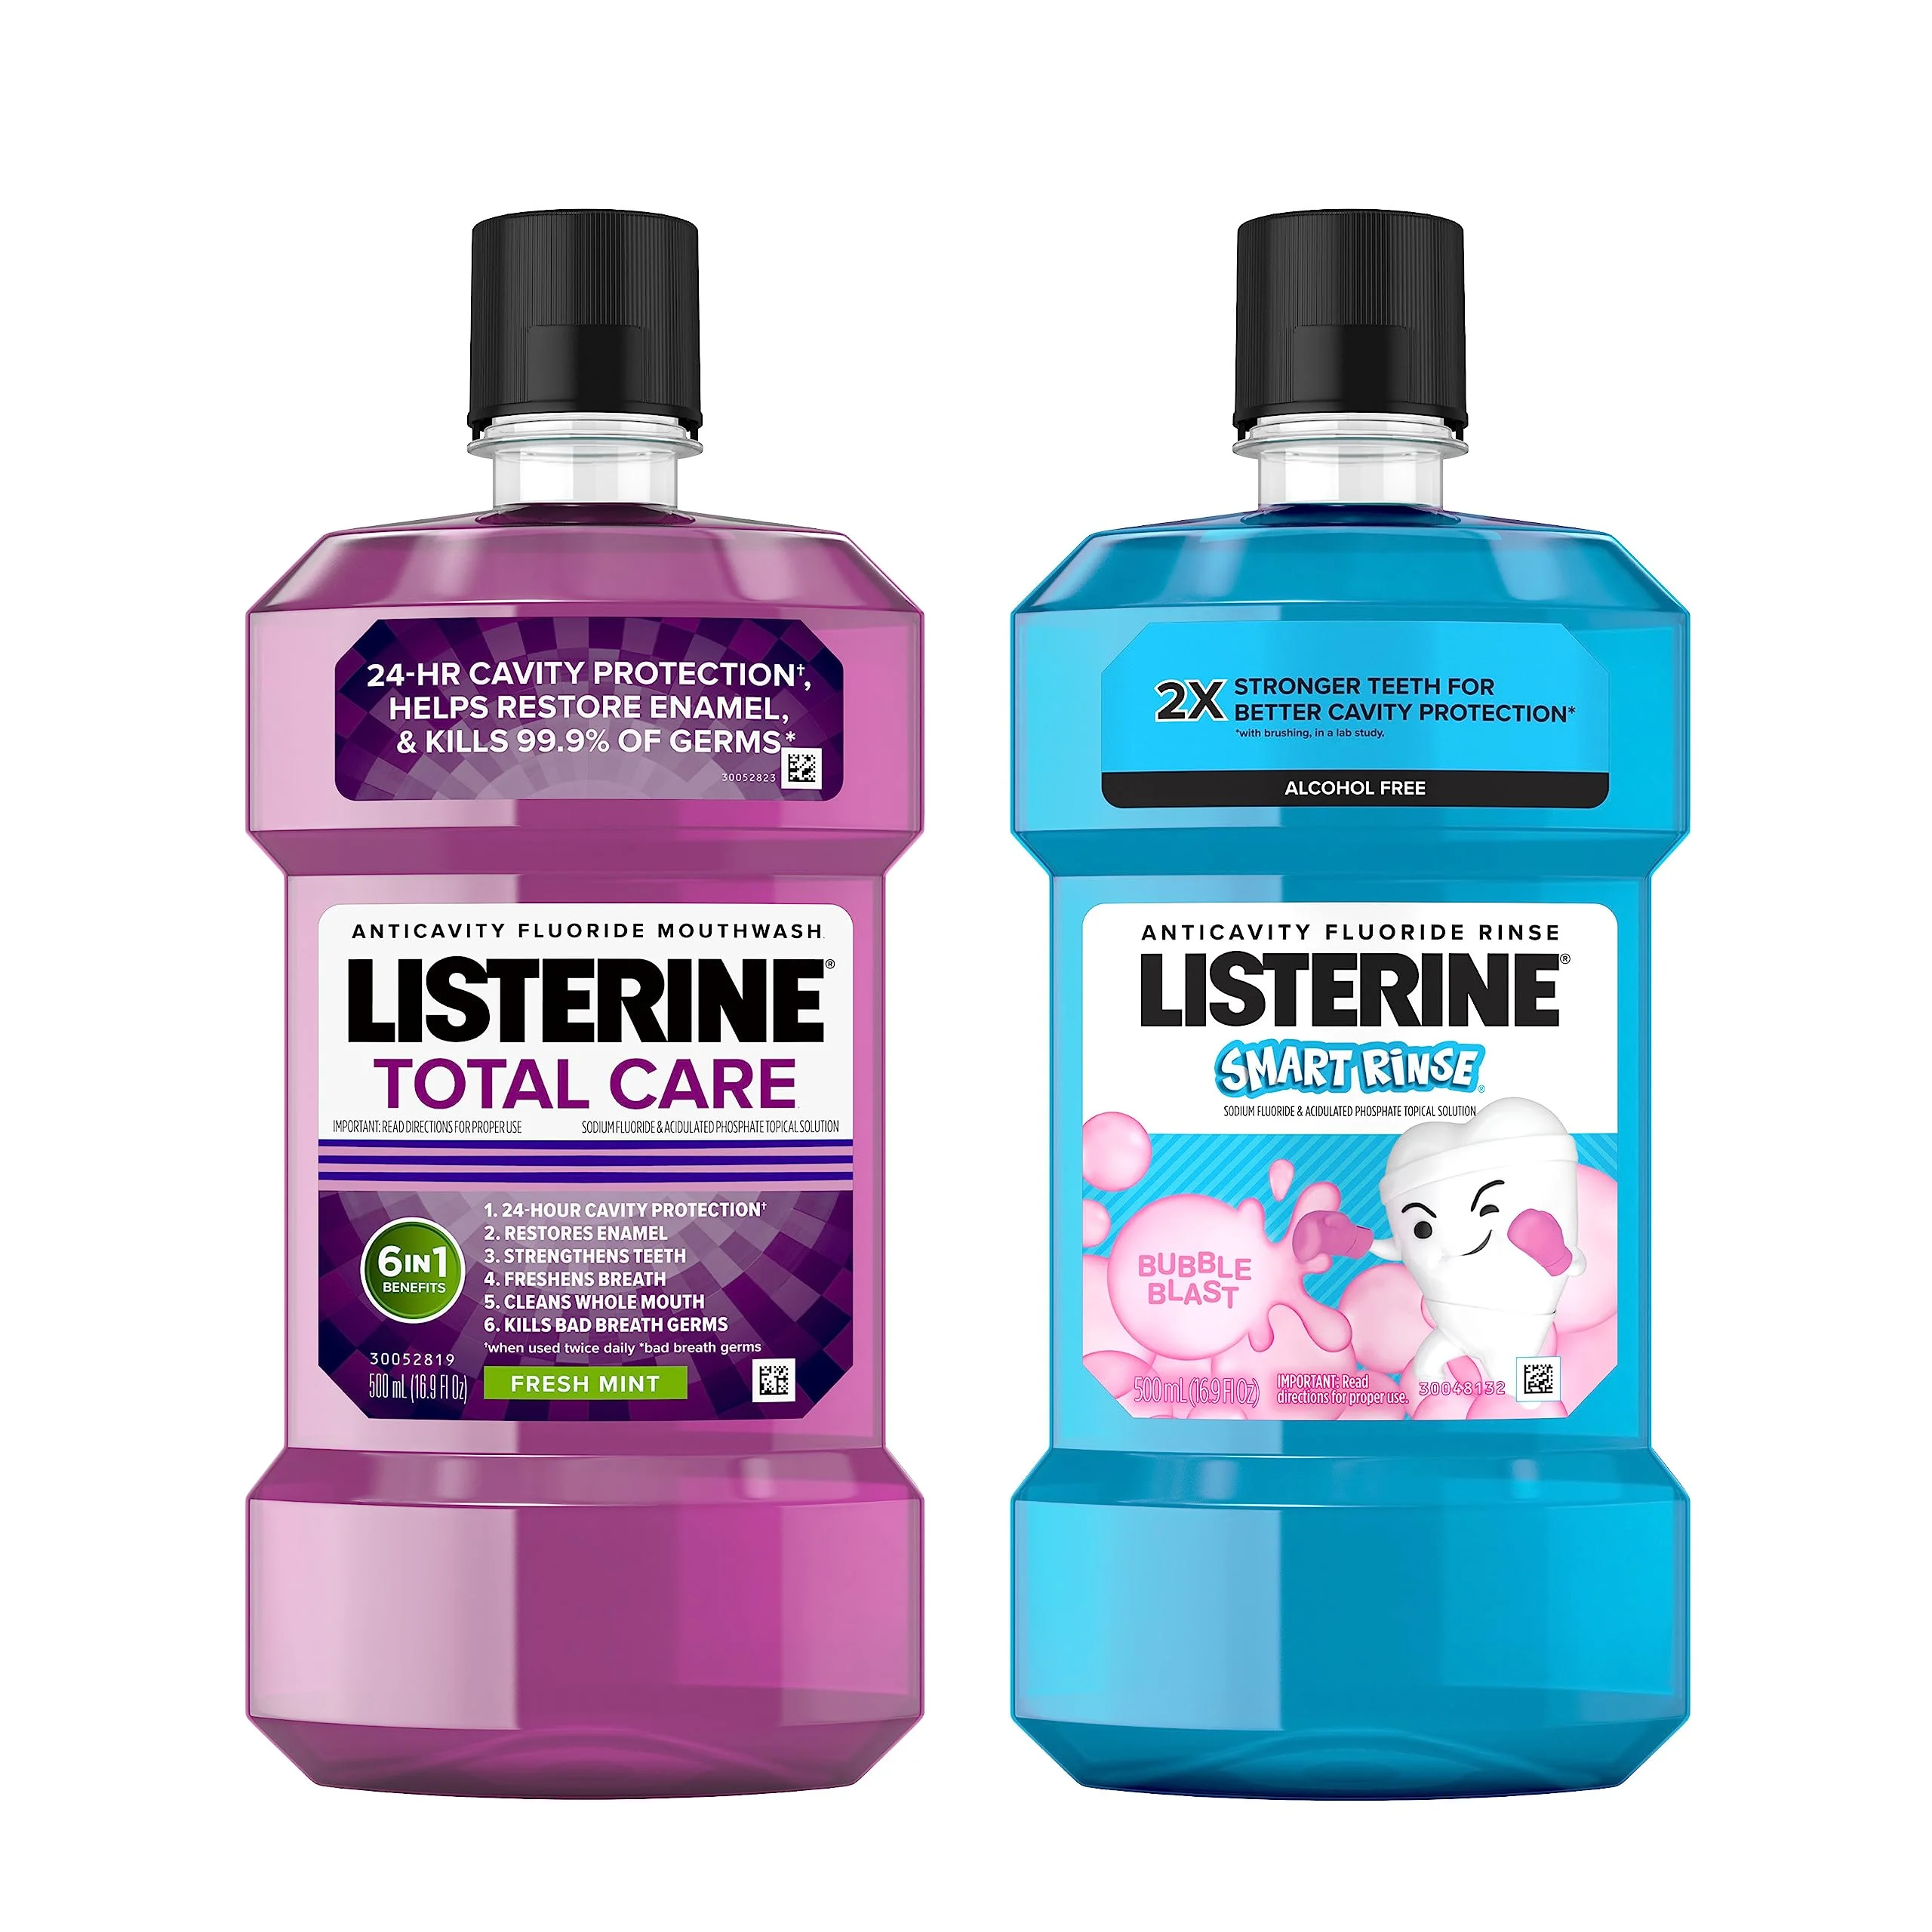 24-HR CAVITY PROTECTION†,
HELPS RESTORE ENAMEL,
& KILLS 99.9% OF GERMS*
30052823
ANTICAVITY FLUORIDE MOUTHWASH
LISTERINE®
TOTAL CARE
IMPORTANT: READ DIRECTIONS FOR PROPER USE
SODIUM FLUORIDE & ACIDULATED PHOSPHATE TOPICAL SOLUTION
6 IN 1
BENEFITS
1. 24-HOUR CAVITY PROTECTION†
2. RESTORES ENAMEL
3. STRENGTHENS TEETH
4. FRESHENS BREATH
5. CLEANS WHOLE MOUTH
6. KILLS BAD BREATH GERMS
†when used twice daily *bad breath germs
30052819
500 mL (16.9 Fl Oz)
FRESH MINT
2X STRONGER TEETH FOR
BETTER CAVITY PROTECTION*
*with brushing, in a lab study.
ALCOHOL FREE
ANTICAVITY FLUORIDE RINSE
LISTERINE®
SMART RiNSE®
SODIUM FLUORIDE & ACIDULATED PHOSPHATE TOPICAL SOLUTION
BUBBLE
BLAST
500 mL (16.9 Fl Oz)
IMPORTANT: Read
directions for proper use.
30048132